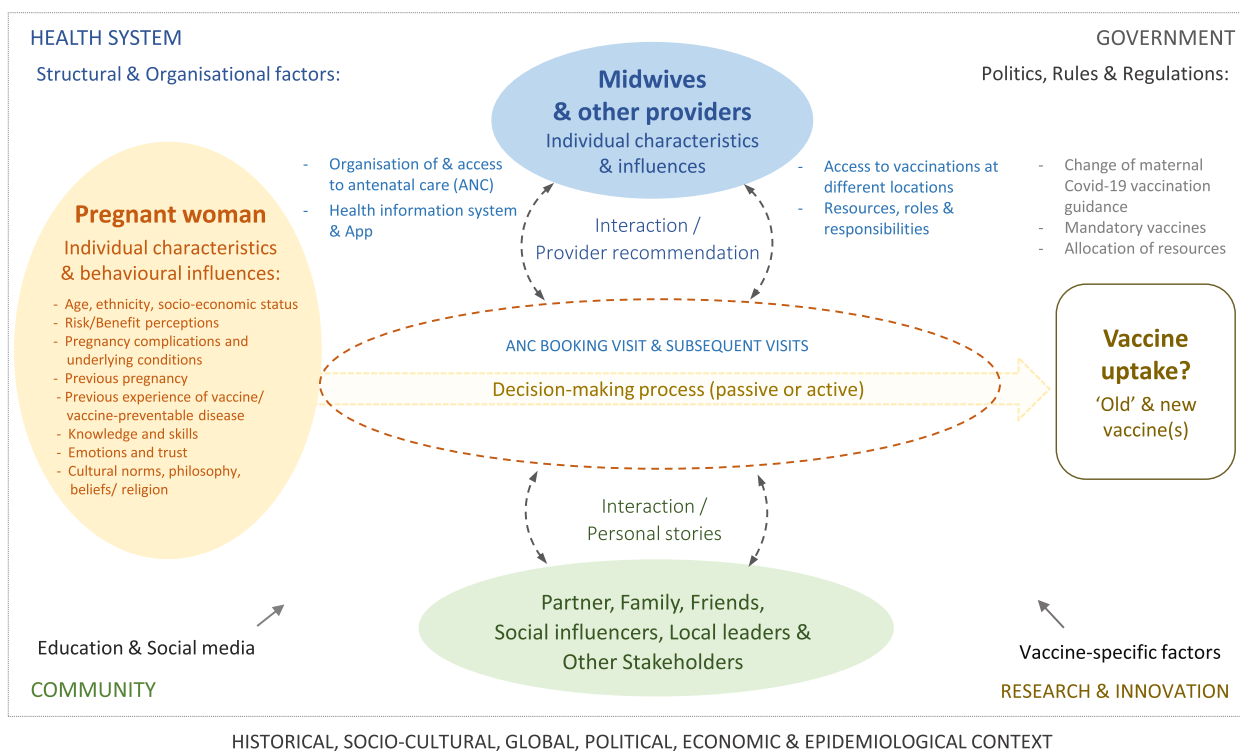 HEALTH SYSTEM
Structural & Organisational factors:
GOVERNMENT
Politics, Rules & Regulations:
Midwives
& other providers
Individual characteristics
& influences
- Organisation of & access
to antenatal care (ANC)
- Health information system
& App
- Access to vaccinations at
different locations
- Resources, roles &
responsibilities
- Change of maternal
Covid-19 vaccination
guidance
- Mandatory vaccines
- Allocation of resources
Pregnant woman
Individual characteristics
& behavioural influences:
- Age, ethnicity, socio-economic status
- Risk/Benefit perceptions
- Pregnancy complications and
underlying conditions
- Previous pregnancy
- Previous experience of vaccine/
vaccine-preventable disease
- Knowledge and skills
- Emotions and trust
- Cultural norms, philosophy,
beliefs/ religion
Interaction /
Provider recommendation
ANC BOOKING VISIT & SUBSEQUENT VISITS
Decision-making process (passive or active)
Vaccine
uptake?
‘Old’ & new
vaccine(s)
Interaction /
Personal stories
Partner, Family, Friends,
Social influencers, Local leaders &
Other Stakeholders
Education & Social media
COMMUNITY
Vaccine-specific factors
RESEARCH & INNOVATION
HISTORICAL, SOCIO-CULTURAL, GLOBAL, POLITICAL, ECONOMIC & EPIDEMIOLOGICAL CONTEXT